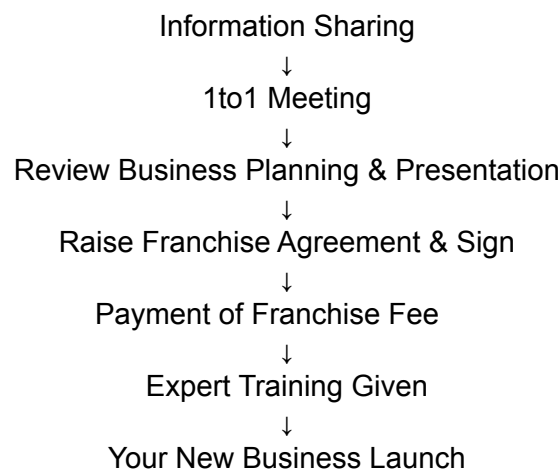 Information Sharing
↓
1to1 Meeting
↓
Review Business Planning & Presentation
↓
Raise Franchise Agreement & Sign
↓
Payment of Franchise Fee
↓
Expert Training Given
↓
Your New Business Launch